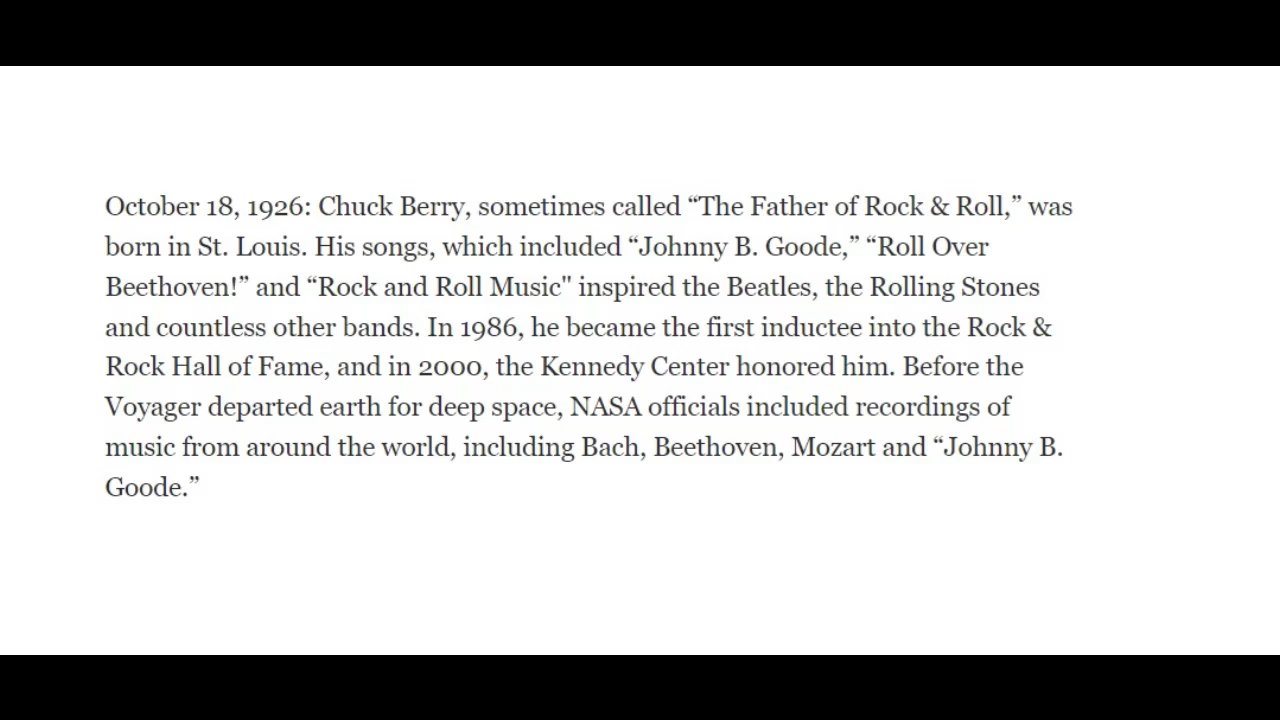 October 18, 1926: Chuck Berry, sometimes called “The Father of Rock & Roll,” was
born in St. Louis. His songs, which included “Johnny B. Goode,” “Roll Over
Beethoven!” and “Rock and Roll Music" inspired the Beatles, the Rolling Stones
and countless other bands. In 1986, he became the first inductee into the Rock &
Rock Hall of Fame, and in 2000, the Kennedy Center honored him. Before the
Voyager departed earth for deep space, NASA officials included recordings of
music from around the world, including Bach, Beethoven, Mozart and “Johnny B.
Goode.”